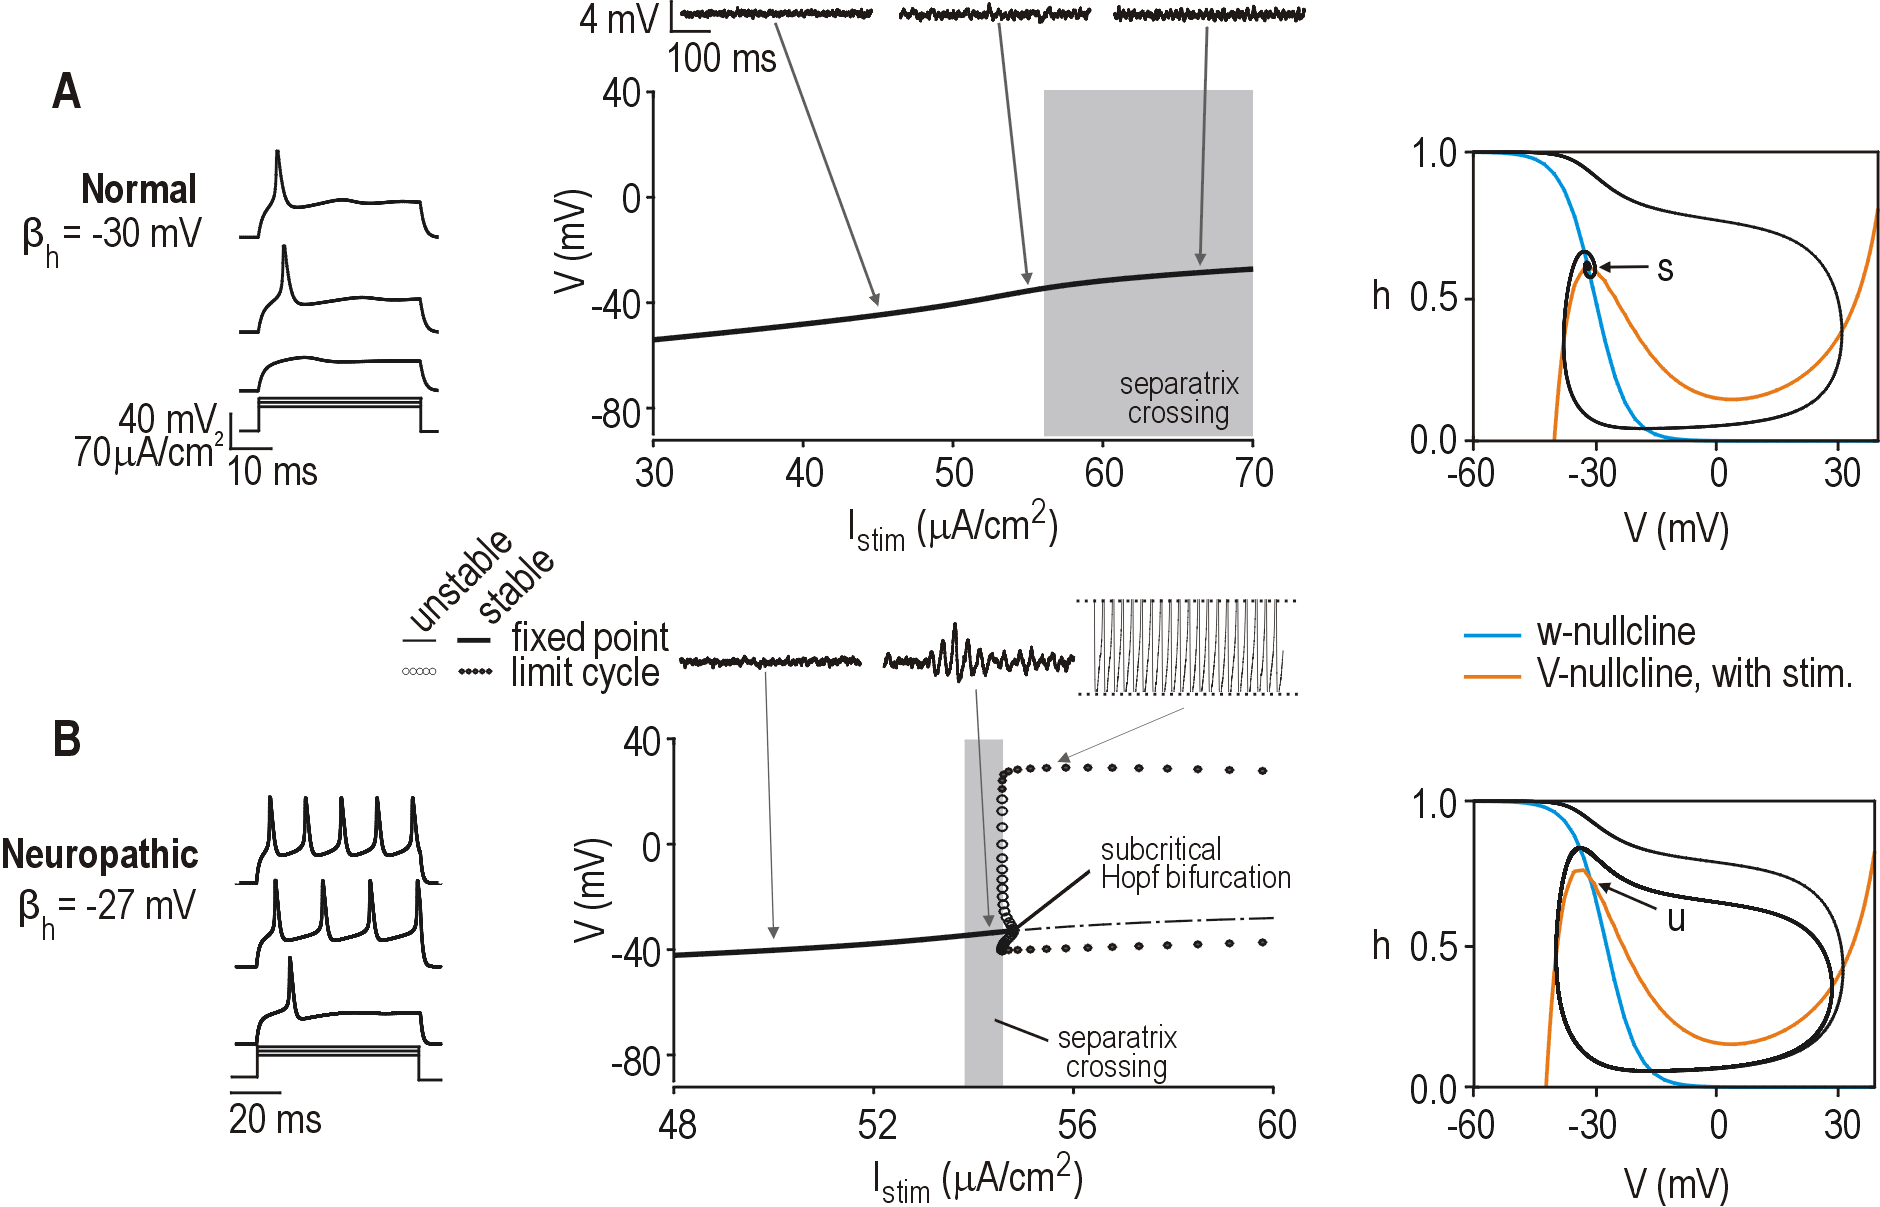 A
Normal
βh = -30 mV
40 mV
70μA/cm2
10 ms
4 mV
100 ms
40
0
-40
-80
V (mV)
separatrix
crossing
30 40 50 60 70
Istim (μA/cm2)
1.0
h 0.5
0.0
s
-60 -30 0 30
V (mV)
unstable
stable
fixed point
limit cycle
w-nullcline
V-nullcline, with stim.
B
Neuropathic
βh = -27 mV
20 ms
40
0
-40
-80
V (mV)
subcritical
Hopf bifurcation
separatrix
crossing
48 52 56 60
Istim (μA/cm2)
1.0
h 0.5
0.0
u
-60 -30 0 30
V (mV)